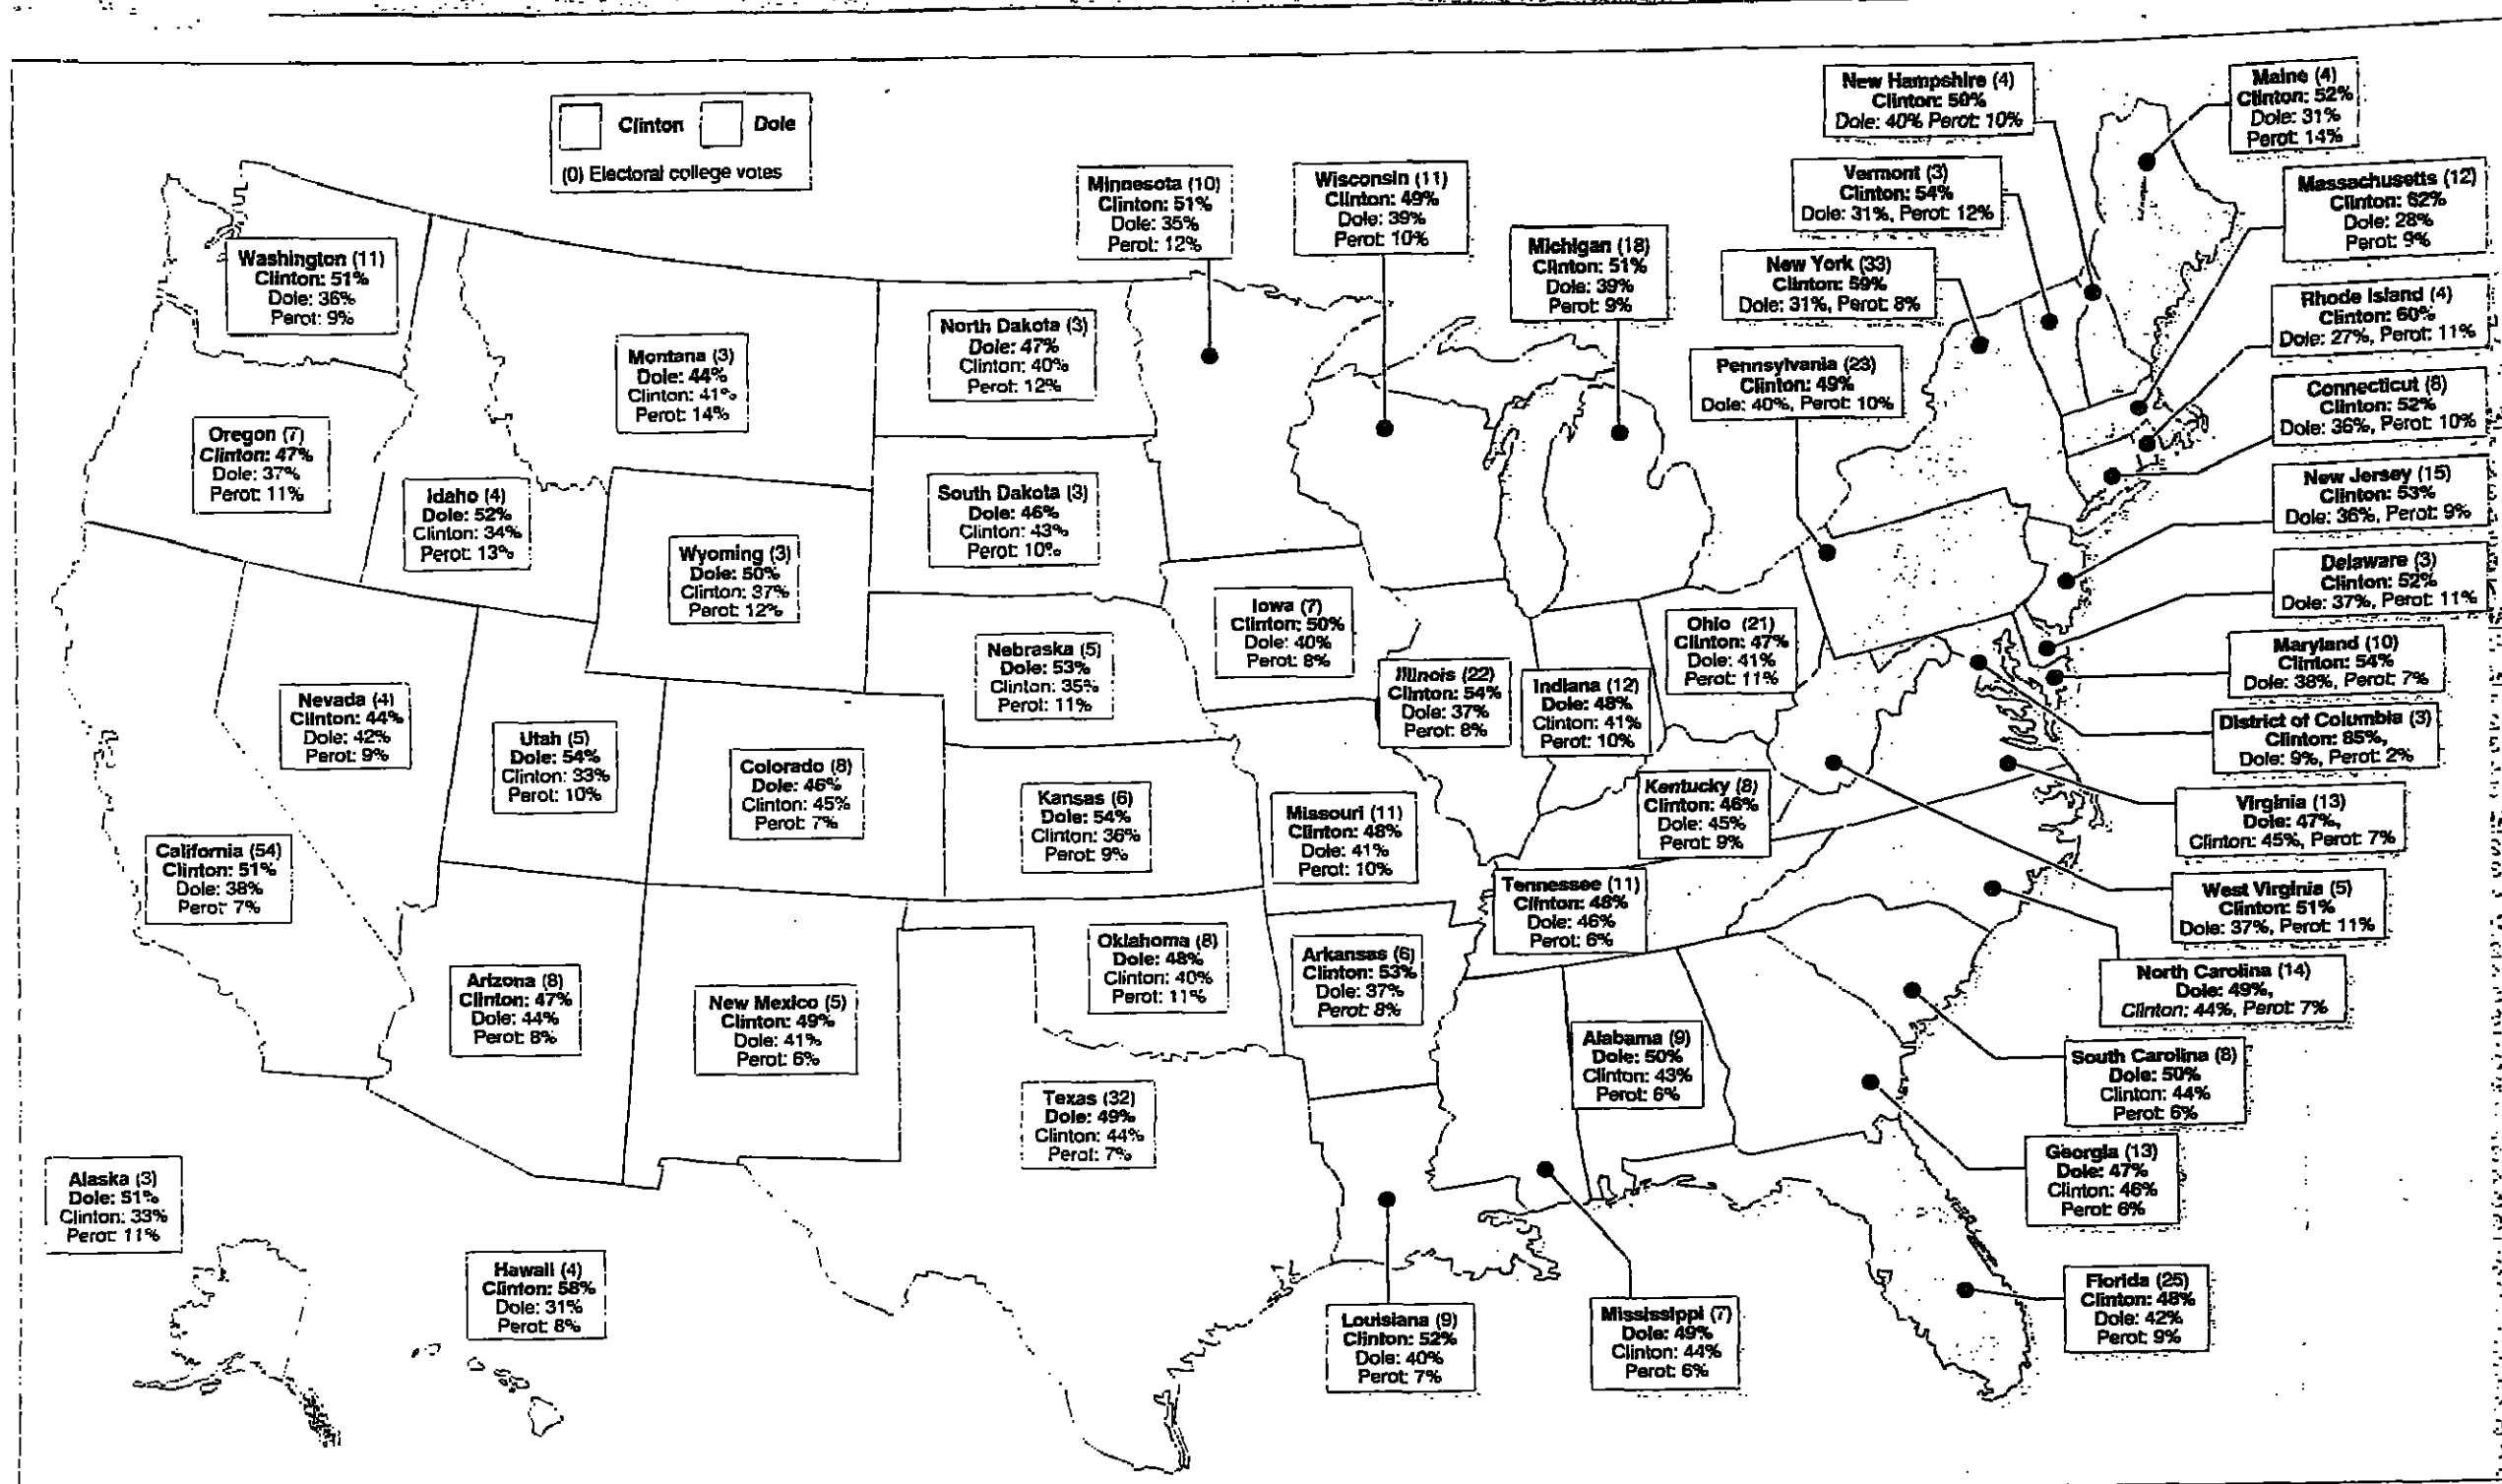 Clinton Dole
(0) Electoral college votes
Washington (11)
Clinton: 51%
Dole: 36%
Perot: 9%
Oregon (7)
Clinton: 47%
Dole: 37%
Perot: 11%
Idaho (4)
Dole: 52%
Clinton: 34%
Perot: 13%
Montana (3)
Dole: 44%
Clinton: 41%
Perot: 14%
Wyoming (3)
Dole: 50%
Clinton: 37%
Perot: 12%
Nevada (4)
Clinton: 44%
Dole: 42%
Perot: 9%
Utah (5)
Dole: 54%
Clinton: 33%
Perot: 10%
Colorado (8)
Dole: 46%
Clinton: 45%
Perot: 7%
California (54)
Clinton: 51%
Dole: 38%
Perot: 7%
Arizona (8)
Clinton: 47%
Dole: 44%
Perot: 8%
New Mexico (5)
Clinton: 49%
Dole: 41%
Perot: 6%
Alaska (3)
Dole: 51%
Clinton: 33%
Perot: 11%
Hawaii (4)
Clinton: 58%
Dole: 31%
Perot: 8%
North Dakota (3)
Dole: 47%
Clinton: 40%
Perot: 12%
South Dakota (3)
Dole: 46%
Clinton: 43%
Perot: 10%
Nebraska (5)
Dole: 53%
Clinton: 35%
Perot: 11%
Kansas (6)
Dole: 54%
Clinton: 36%
Perot: 9%
Oklahoma (8)
Dole: 48%
Clinton: 40%
Perot: 11%
Texas (32)
Dole: 49%
Clinton: 44%
Perot: 7%
Minnesota (10)
Clinton: 51%
Dole: 35%
Perot: 12%
Wisconsin (11)
Clinton: 49%
Dole: 39%
Perot: 10%
Michigan (18)
Clinton: 51%
Dole: 39%
Perot: 9%
Iowa (7)
Clinton: 50%
Dole: 40%
Perot: 8%
Illinois (22)
Clinton: 54%
Dole: 37%
Perot: 8%
Indiana (12)
Dole: 48%
Clinton: 41%
Perot: 10%
Ohio (21)
Clinton: 47%
Dole: 41%
Perot: 11%
Missouri (11)
Clinton: 48%
Dole: 41%
Perot: 10%
Kentucky (8)
Clinton: 46%
Dole: 45%
Perot: 9%
Tennessee (11)
Clinton: 48%
Dole: 46%
Perot: 6%
Arkansas (6)
Clinton: 53%
Dole: 37%
Perot: 8%
Alabama (9)
Dole: 50%
Clinton: 43%
Perot: 6%
Louisiana (9)
Clinton: 52%
Dole: 40%
Perot: 7%
Mississippi (7)
Dole: 49%
Clinton: 44%
Perot: 6%
New Hampshire (4)
Clinton: 50%
Dole: 40% Perot: 10%
Maine (4)
Clinton: 52%
Dole: 31%
Perot: 14%
Vermont (3)
Clinton: 54%
Dole: 31%, Perot: 12%
Massachusetts (12)
Clinton: 62%
Dole: 28%
Perot: 9%
New York (33)
Clinton: 59%
Dole: 31%, Perot: 8%
Rhode Island (4)
Clinton: 60%
Dole: 27%, Perot: 11%
Pennsylvania (23)
Clinton: 49%
Dole: 40%, Perot: 10%
Connecticut (8)
Clinton: 52%
Dole: 36%, Perot: 10%
New Jersey (15)
Clinton: 53%
Dole: 36%, Perot: 9%
Delaware (3)
Clinton: 52%
Dole: 37%, Perot: 11%
Maryland (10)
Clinton: 54%
Dole: 38%, Perot: 7%
District of Columbia (3)
Clinton: 85%,
Dole: 9%, Perot: 2%
Virginia (13)
Dole: 47%,
Clinton: 45%, Perot: 7%
West Virginia (5)
Clinton: 51%
Dole: 37%, Perot: 11%
North Carolina (14)
Dole: 49%,
Clinton: 44%, Perot: 7%
South Carolina (8)
Dole: 50%
Clinton: 44%
Perot: 6%
Georgia (13)
Dole: 47%
Clinton: 46%
Perot: 6%
Florida (25)
Clinton: 48%
Dole: 42%
Perot: 9%